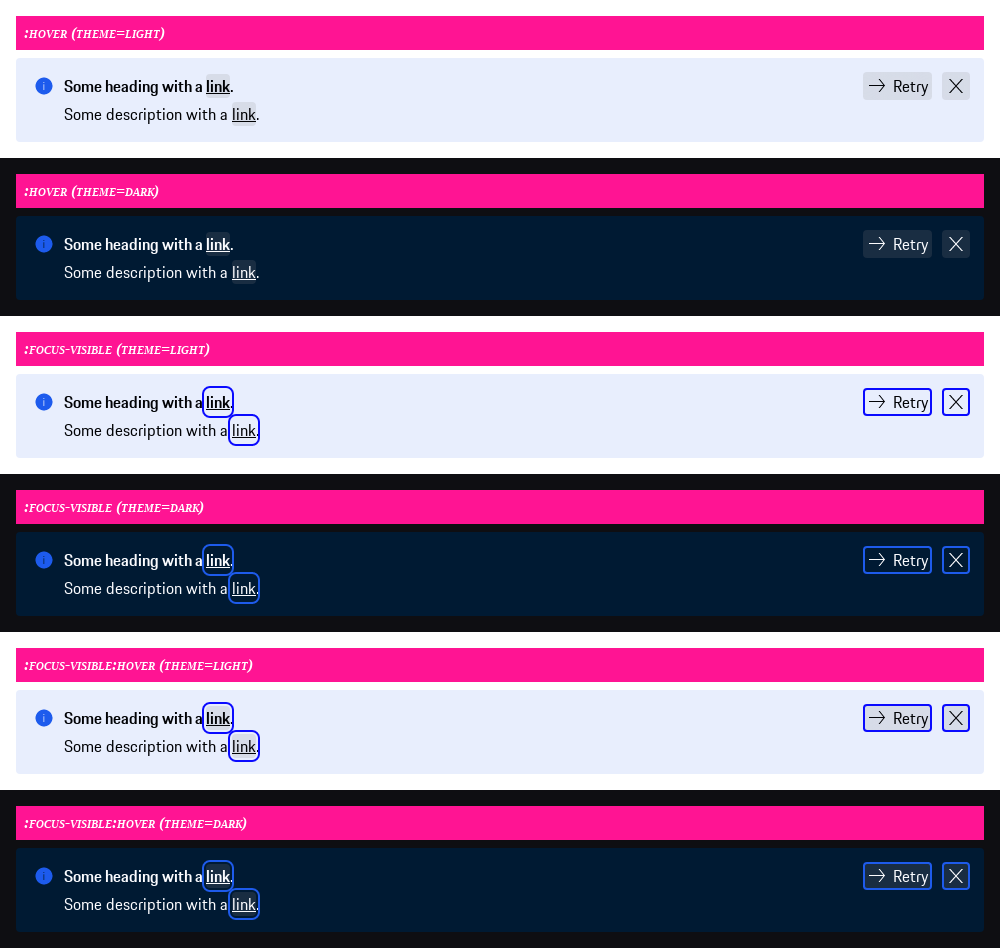 :hover (theme=light)
Some heading with a link.
Retry
Some description with a link.
:hover (theme=dark)
Some heading with a link.
Retry
Some description with a link.
:focus-visible (theme=light)
Some heading with a link.
Retry
Some description with a link.
:focus-visible (theme=dark)
Some heading with a link.
Retry
Some description with a link.
:focus-visible:hover (theme=light)
Some heading with a link.
Retry
Some description with a link.
:focus-visible:hover (theme=dark)
Some heading with a link.
Retry
Some description with a link.